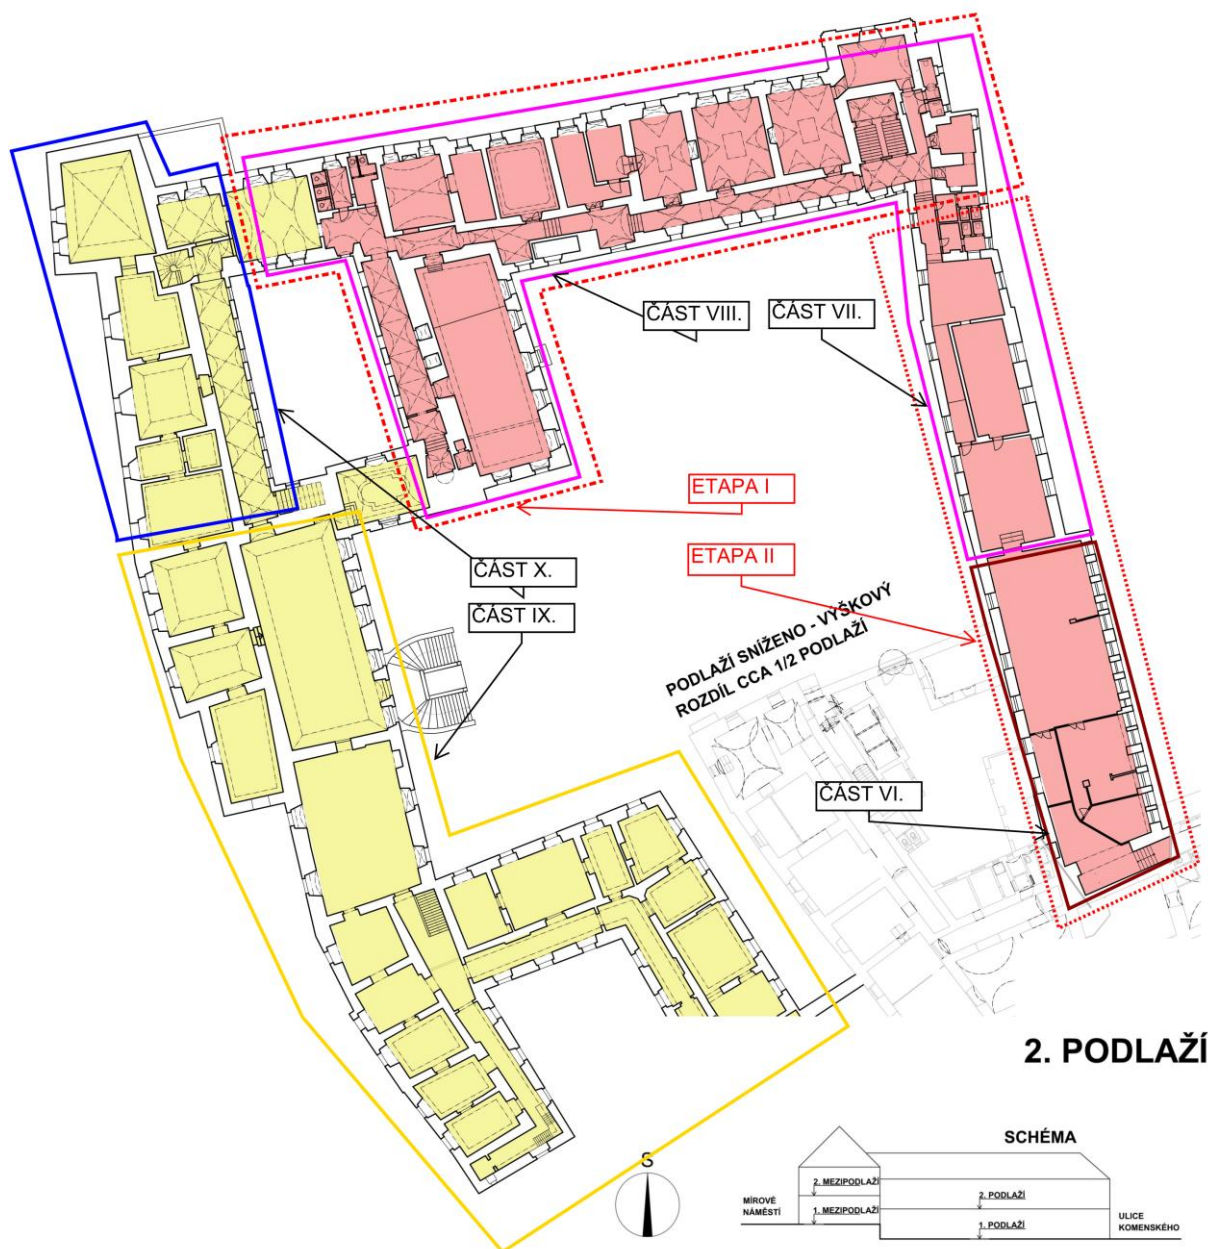 ČÁST VIII.
ČÁST VII.
ETAPA I
ETAPA II
ČÁST X.
ČÁST IX.
PODLAŽÍ SNÍŽENO - VÝŠKOVÝ
ROZDÍL CCA 1/2 PODLAŽÍ
ČÁST VI.
2. PODLAŽÍ
SCHÉMA
S
2. MEZIPODLAŽÍ
MÍROVÉ
NÁMĚSTÍ
1. MEZIPODLAŽÍ
2. PODLAŽÍ
1. PODLAŽÍ
ULICE
KOMENSKÉHO